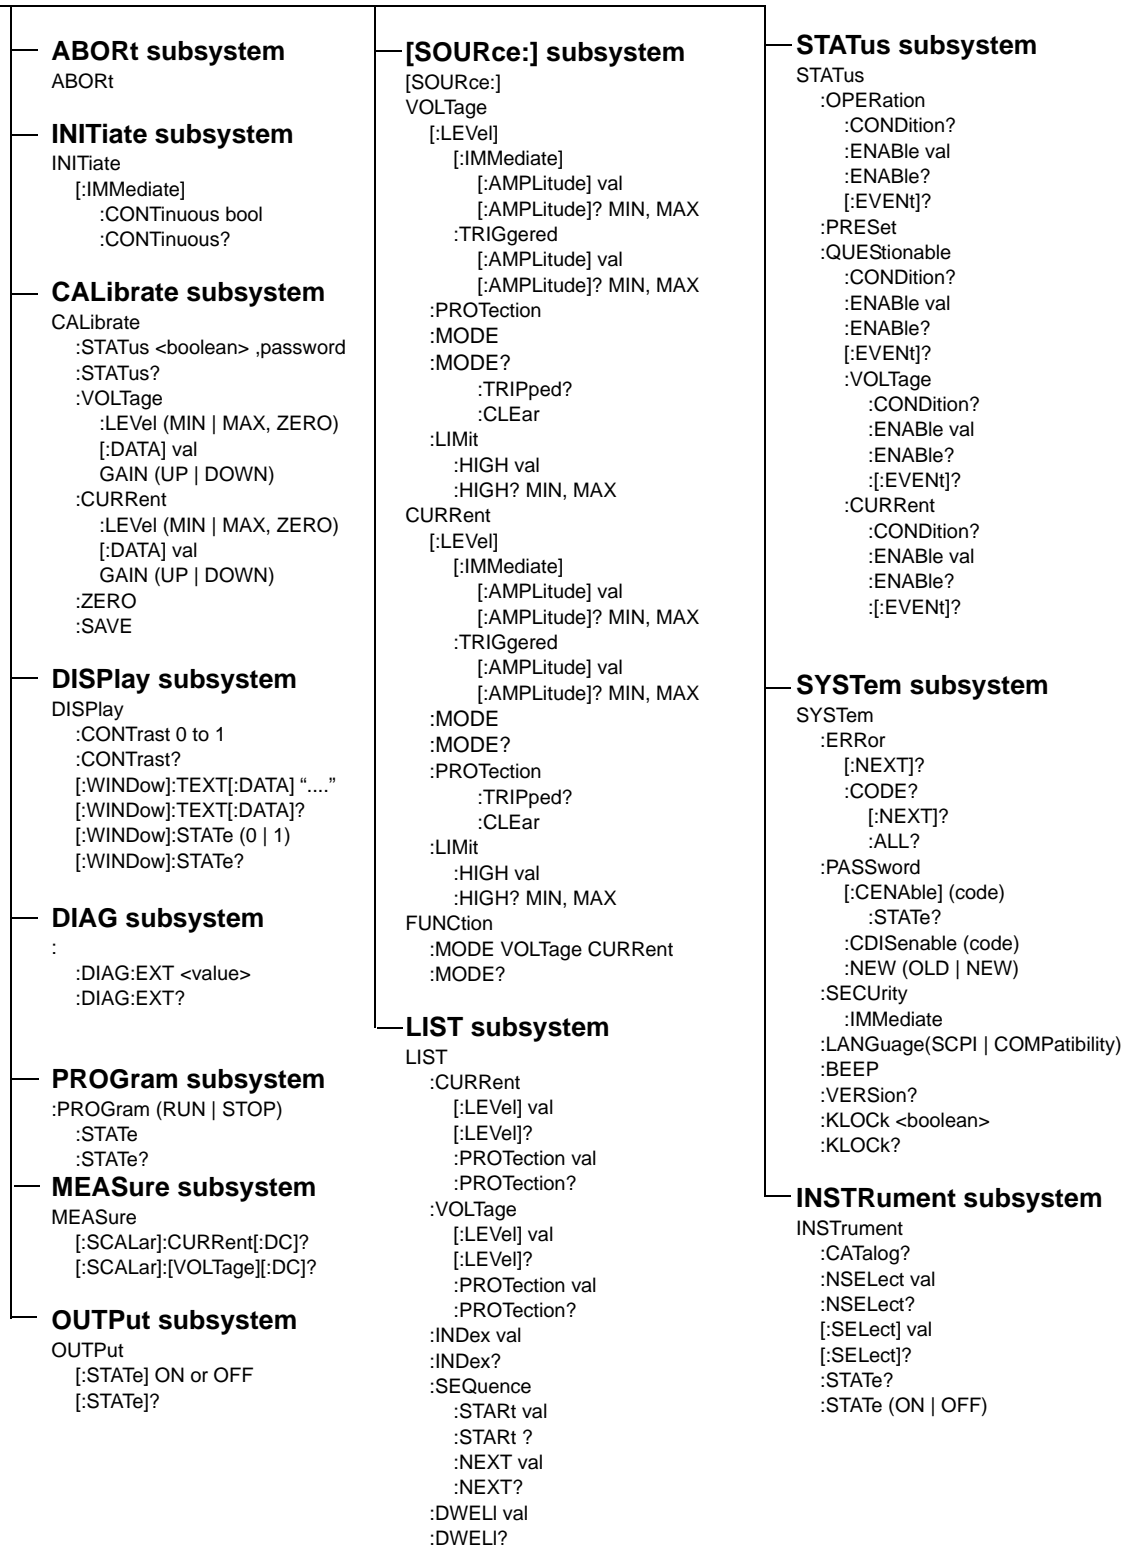 ABORt subsystem
ABORt
INITiate subsystem
INITiate
[:IMMediate]
:CONTinuous bool
:CONTinuous?
CALibrate subsystem
CALibrate
:STATus <boolean> ,password
:STATus?
:VOLTage
:LEVel (MIN | MAX, ZERO)
[:DATA] val
GAIN (UP | DOWN)
:CURRent
:LEVel (MIN | MAX, ZERO)
[:DATA] val
GAIN (UP | DOWN)
:ZERO
:SAVE
DISPlay subsystem
DISPlay
:CONTrast 0 to 1
:CONTrast?
[:WINDow]:TEXT[:DATA] “....”
[:WINDow]:TEXT[:DATA]?
[:WINDow]:STATe (0 | 1)
[:WINDow]:STATe?
DIAG subsystem
:
:DIAG:EXT <value>
:DIAG:EXT?
PROGram subsystem
:PROGram (RUN | STOP)
:STATe
:STATe?
MEASure subsystem
MEASure
[:SCALar]:CURRent[:DC]?
[:SCALar]:[VOLTage][:DC]?
OUTPut subsystem
OUTPut
[:STATe] ON or OFF
[:STATe]?
[SOURce:] subsystem
[SOURce:]
VOLTage
[:LEVel]
[:IMMediate]
[:AMPLitude] val
[:AMPLitude]? MIN, MAX
:TRIGgered
[:AMPLitude] val
[:AMPLitude]? MIN, MAX
:PROTection
:MODE
:MODE?
:TRIPped?
:CLEar
:LIMit
:HIGH val
:HIGH? MIN, MAX
CURRent
[:LEVel]
[:IMMediate]
[:AMPLitude] val
[:AMPLitude]? MIN, MAX
:TRIGgered
[:AMPLitude] val
[:AMPLitude]? MIN, MAX
:MODE
:MODE?
:PROTection
:TRIPped?
:CLEar
:LIMit
:HIGH val
:HIGH? MIN, MAX
FUNCtion
:MODE VOLTage CURRent
:MODE?
LIST subsystem
LIST
:CURRent
[:LEVel] val
[:LEVel]?
:PROTection val
:PROTection?
:VOLTage
[:LEVel] val
[:LEVel]?
:PROTection val
:PROTection?
:INDex val
:INDex?
:SEQuence
:STARt val
:STARt ?
:NEXT val
:NEXT?
:DWELl val
:DWELl?
STATus subsystem
STATus
:OPERation
:CONDition?
:ENABle val
:ENABle?
[:EVENt]?
:PRESet
:QUEStionable
:CONDition?
:ENABle val
:ENABle?
[:EVENt]?
:VOLTage
:CONDition?
:ENABle val
:ENABle?
:[:EVENt]?
:CURRent
:CONDition?
:ENABle val
:ENABle?
:[:EVENt]?
SYSTem subsystem
SYSTem
:ERRor
[:NEXT]?
:CODE?
[:NEXT]?
:ALL?
:PASSword
[:CENAble] (code)
:STATe?
:CDISenable (code)
:NEW (OLD | NEW)
:SECUrity
:IMMediate
:LANGuage(SCPI | COMPatibility)
:BEEP
:VERSion?
:KLOCk <boolean>
:KLOCk?
INSTRument subsystem
INSTrument
:CATalog?
:NSELect val
:NSELect?
[:SELect] val
[:SELect]?
:STATe?
:STATe (ON | OFF)